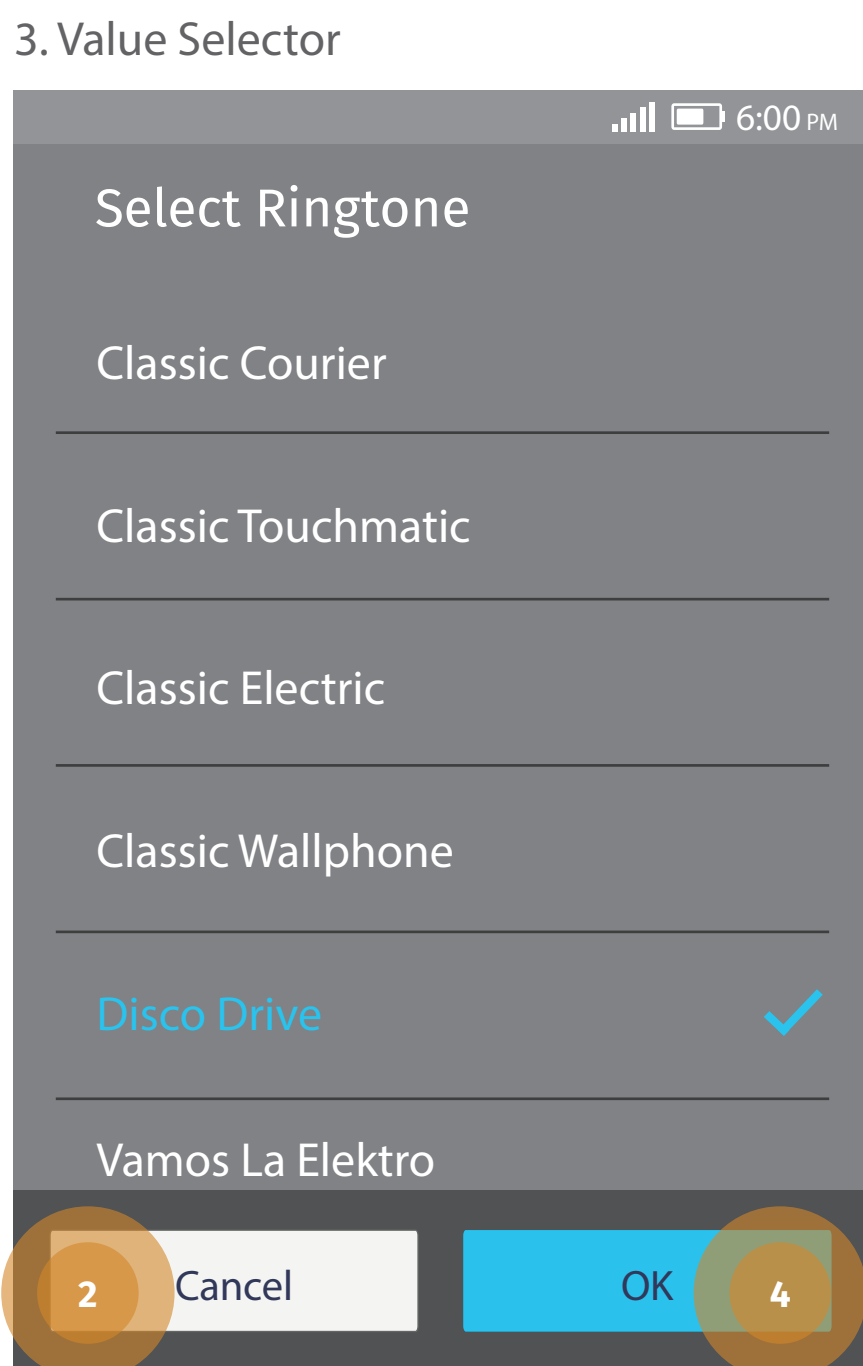 3. Value Selector
6:00 PM
Select Ringtone
Classic Courier
Classic Touchmatic
Classic Electric
Classic Wallphone
Disco Drive
Vamos La Elektro
2 Cancel OK 4